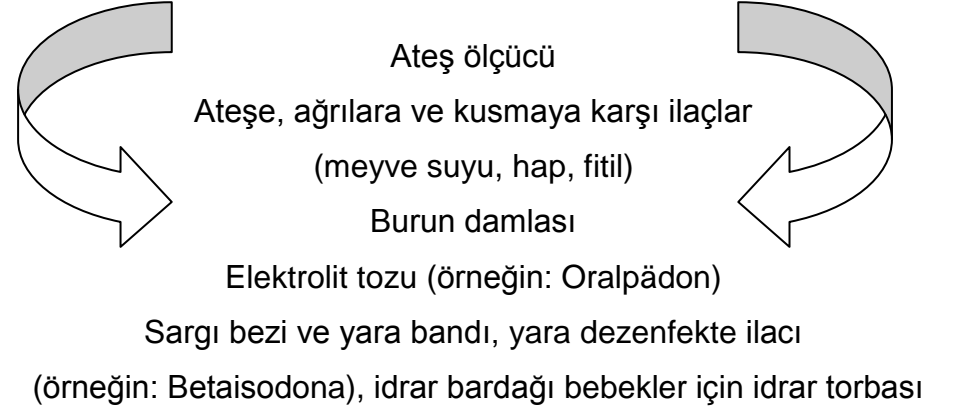 Ateş ölçücü
Ateşe, ağrılara ve kusmaya karşı ilaçlar
(meyve suyu, hap, fitil)
Burun damlası
Elektrolit tozu (örneğin: Oralpädon)
Sargı bezi ve yara bandı, yara dezenfekte ilacı
(örneğin: Betaisodona), idrar bardağı bebekler için idrar torbası